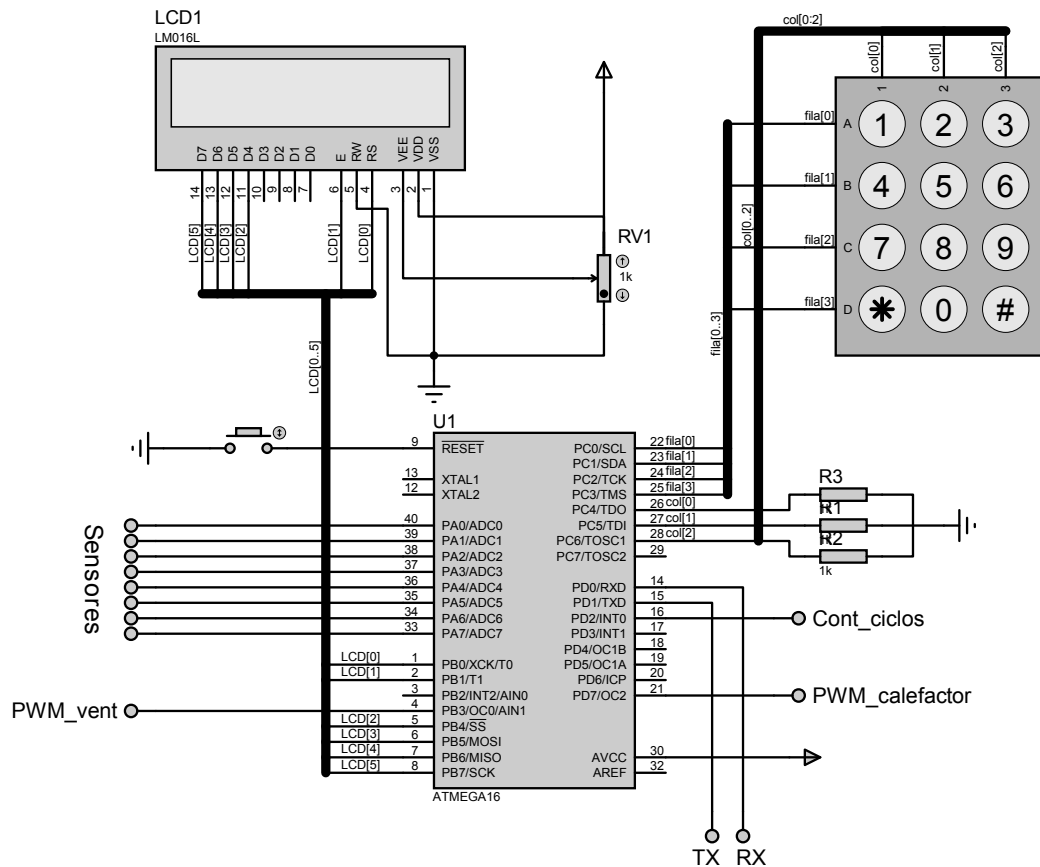 LCD1
LM016L
D7 D6 D5 D4 D3 D2 D1 D0 E RW RS VEE VDD VSS
14 13 12 11 10 9 8 7 6 5 4 3 2 1
LCD[5] LCD[4] LCD[3] LCD[2] LCD[1] LCD[0]
LCD[0..5]
RV1
1k
col[0:2]
col[0] col[1] col[2]
1 2 3
fila[0] A 1 2 3
fila[1] B 4 5 6
fila[2] C 7 8 9
fila[3] D * 0 #
col[0..2]
fila[0..3]
U1
9 RESET
13 XTAL1
12 XTAL2
Sensores
40 PA0/ADC0
39 PA1/ADC1
38 PA2/ADC2
37 PA3/ADC3
36 PA4/ADC4
35 PA5/ADC5
34 PA6/ADC6
33 PA7/ADC7
LCD[0] 1 PB0/XCK/T0
LCD[1] 2 PB1/T1
3 PB2/INT2/AIN0
PWM_vent 4 PB3/OC0/AIN1
LCD[2] 5 PB4/SS
LCD[3] 6 PB5/MOSI
LCD[4] 7 PB6/MISO
LCD[5] 8 PB7/SCK
PC0/SCL 22 fila[0]
PC1/SDA 23 fila[1]
PC2/TCK 24 fila[2]
PC3/TMS 25 fila[3]
PC4/TDO 26 col[0]
PC5/TDI 27 col[1]
PC6/TOSC1 28 col[2]
PC7/TOSC2 29
R3
R1
R2
1k
PD0/RXD 14
PD1/TXD 15
PD2/INT0 16 Cont_ciclos
PD3/INT1 17
PD4/OC1B 18
PD5/OC1A 19
PD6/ICP 20
PD7/OC2 21 PWM_calefactor
AVCC 30
AREF 32
ATMEGA16
TX RX